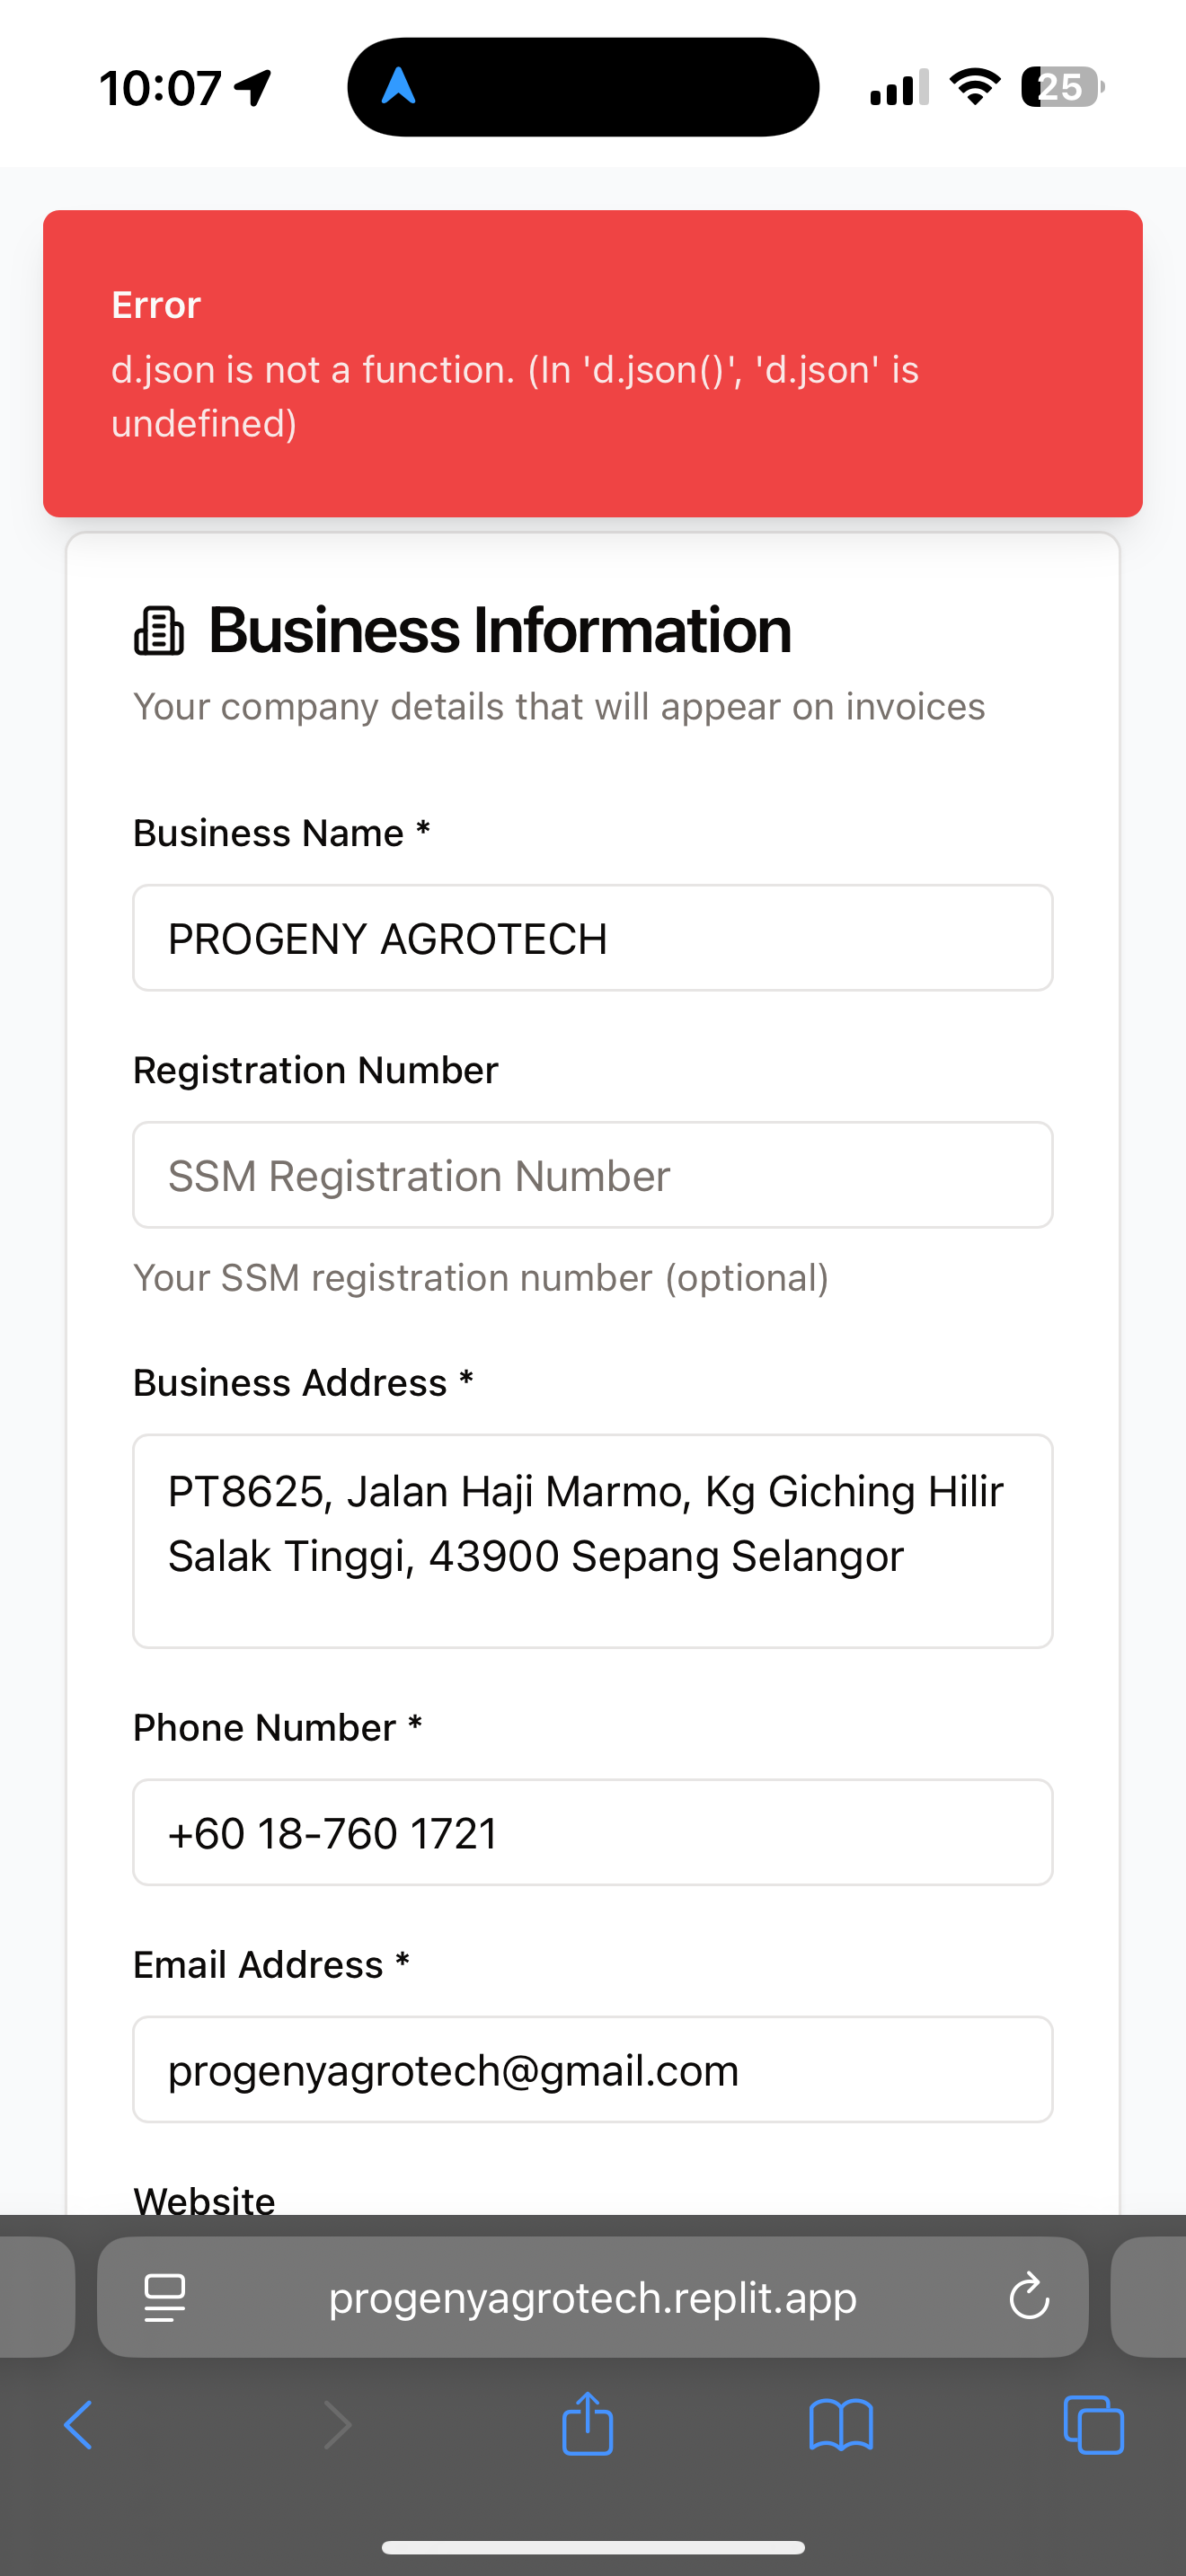 10:07
25
Error
d.json is not a function. (In 'd.json()', 'd.json' is
undefined)
Business Information
Your company details that will appear on invoices
Business Name *
PROGENY AGROTECH
Registration Number
SSM Registration Number
Your SSM registration number (optional)
Business Address *
PT8625, Jalan Haji Marmo, Kg Giching Hilir
Salak Tinggi, 43900 Sepang Selangor
Phone Number *
+60 18-760 1721
Email Address *
progenyagrotech@gmail.com
Website
progenyagrotech.replit.app